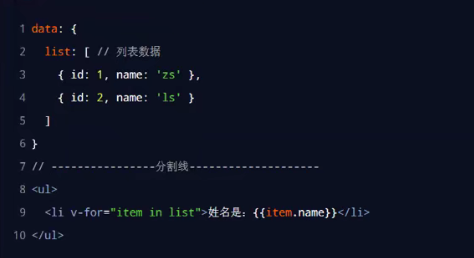 1 data: {
2   list: [ // 列表数据
3     { id: 1, name: 'zs' },
4     { id: 2, name: 'ls' }
5   ]
6 }
7 // ----------------分割线--------------------
8 <ul>
9   <li v-for="item in list">姓名是：{{item.name}}</li>
10 </ul>